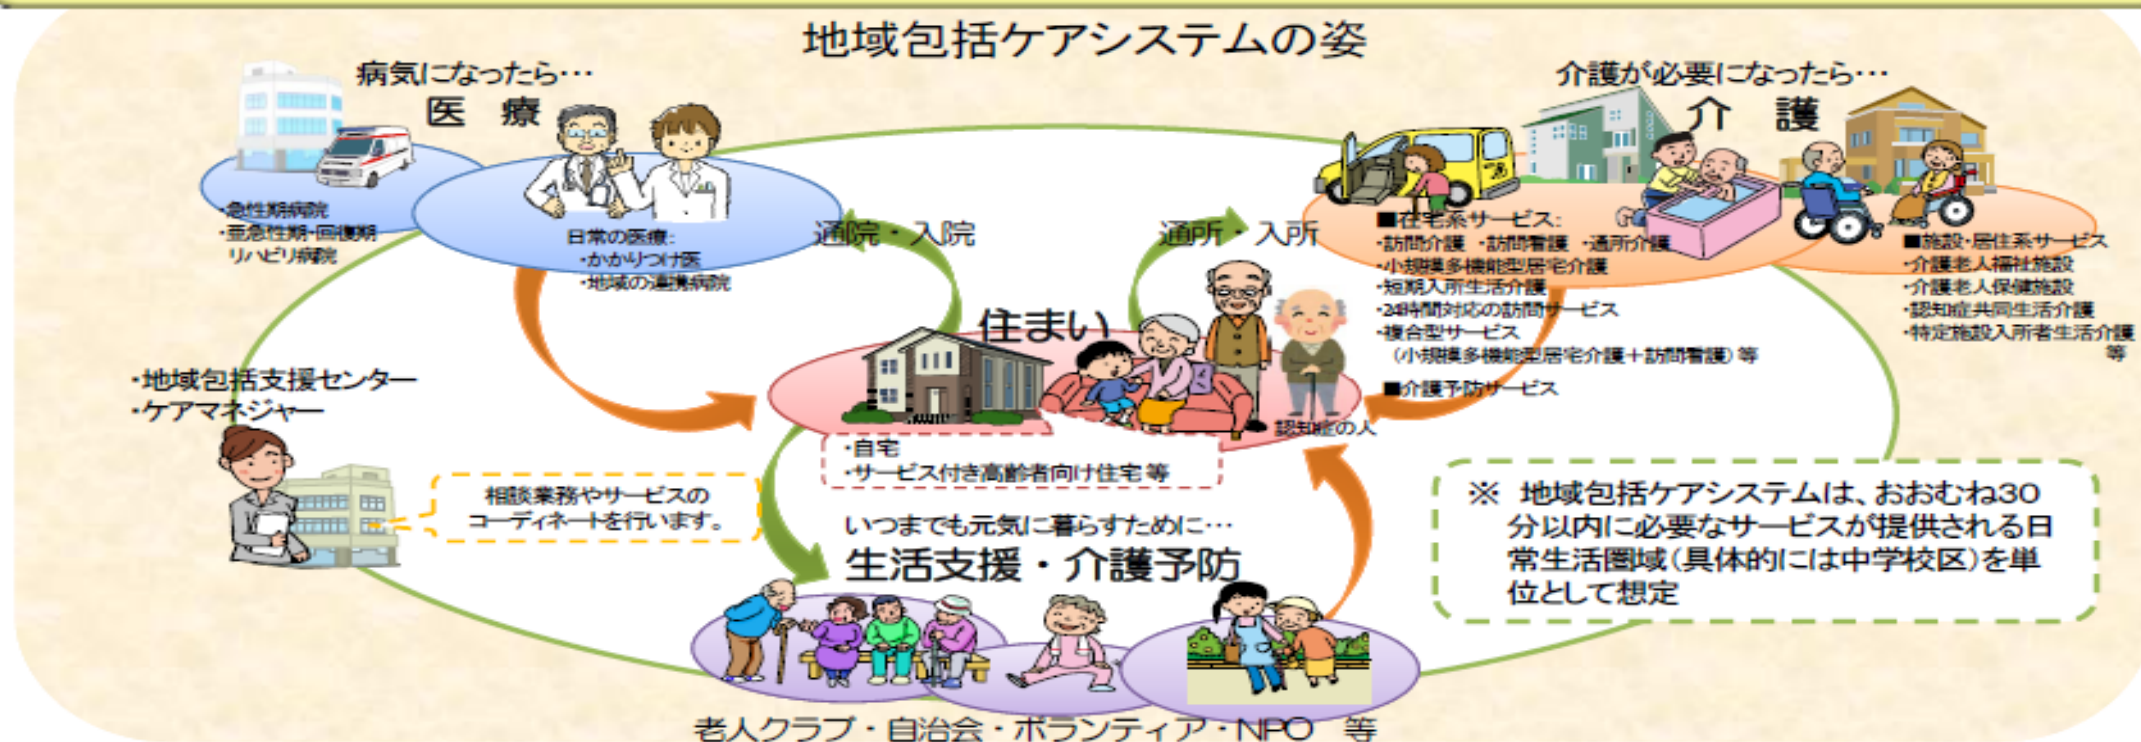 地域包括ケアシステムの姿
病気になったら…
医　療
・急性期病院
・亜急性期・回復期
リハビリ病院
日常の医療:
・かかりつけ医
・地域の連携病院
通院・入院
通所・入所
介護が必要になったら…
介　護
■在宅系サービス:
・訪問介護　・訪問看護　・通所介護
・小規模多機能型居宅介護
・短期入所生活介護
・24時間対応の訪問サービス
・複合型サービス
（小規模多機能型居宅介護＋訪問看護）等
■介護予防サービス
■施設・居住系サービス
・介護老人福祉施設
・介護老人保健施設
・認知症共同生活介護
・特定施設入所者生活介護
等
住まい
認知症の人
・自宅
・サービス付き高齢者向け住宅 等
・地域包括支援センター
・ケアマネジャー
相談業務やサービスの
コーディネートを行います。
いつまでも元気に暮らすために…
生活支援・介護予防
老人クラブ・自治会・ボランティア・NPO　等
※ 地域包括ケアシステムは、おおむね30
分以内に必要なサービスが提供される日
常生活圏域（具体的には中学校区）を単
位として想定